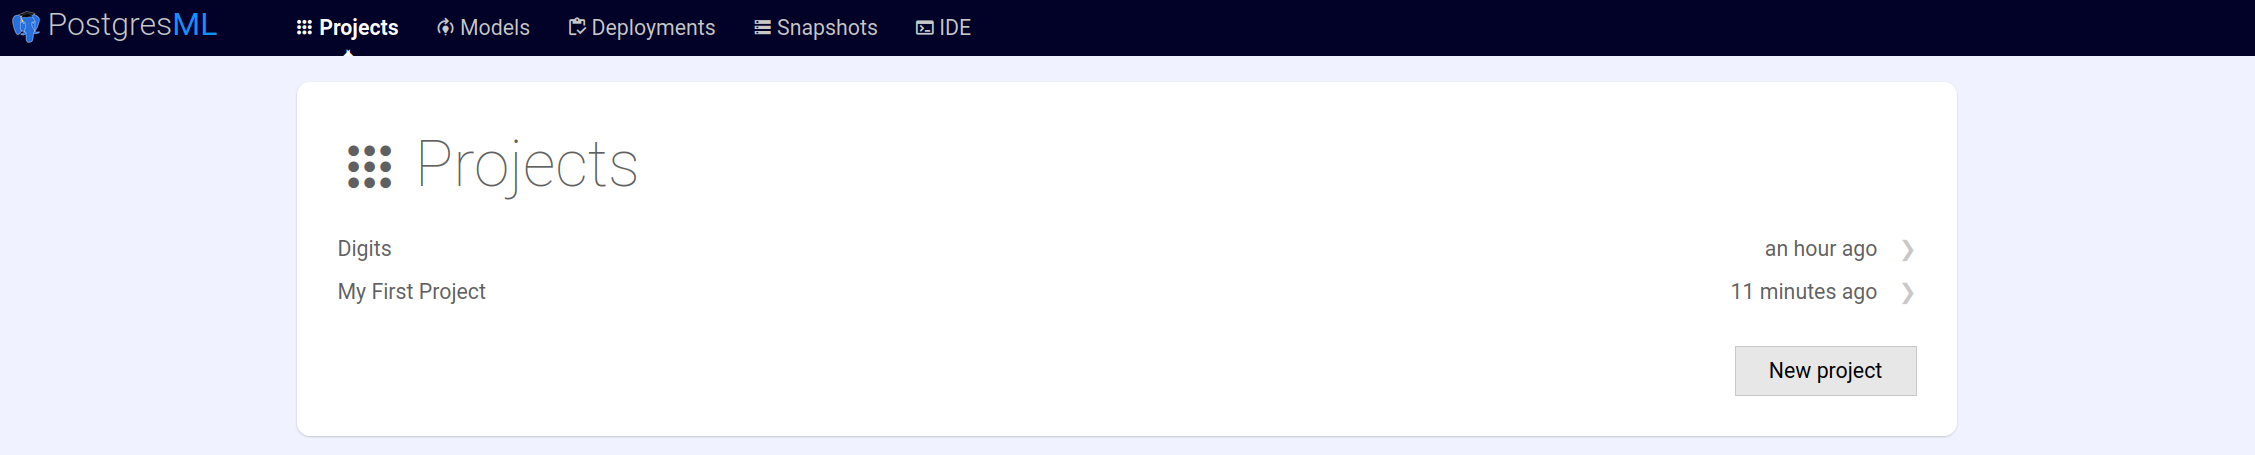 PostgresML Projects Models Deployments Snapshots IDE
Projects
Digits an hour ago
My First Project 11 minutes ago
New project